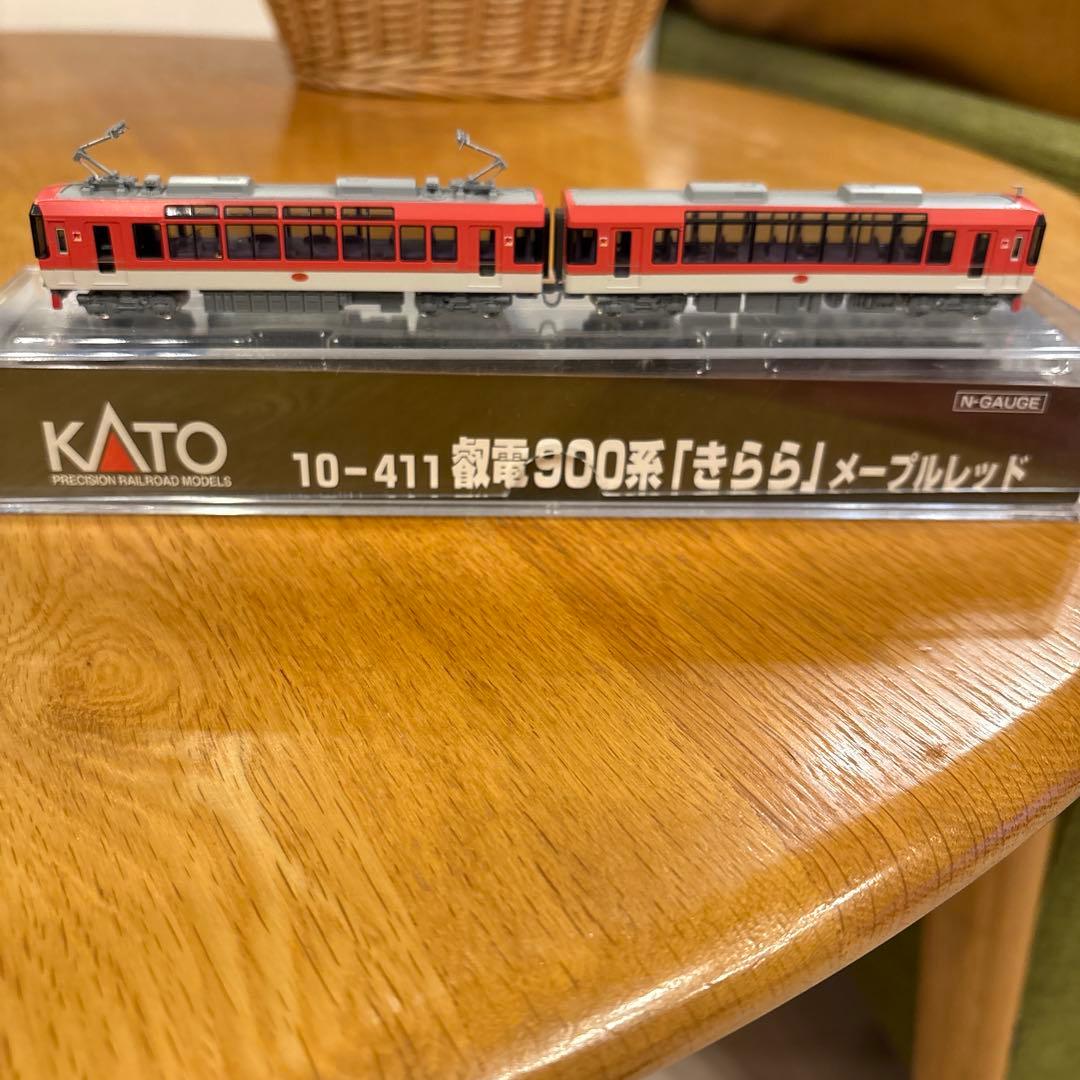 N-GAUGE
KATO
PRECISION RAILROAD MODELS
10-411 叡電900系「きらら」メープルレッド